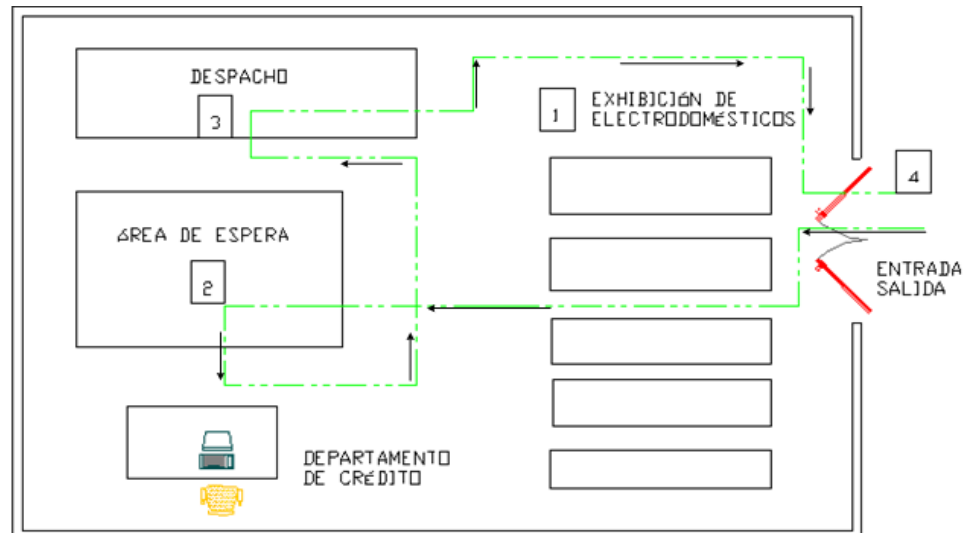 DESPACHO
3
1
EXHIBICIÓN DE
ELECTRODOMÉSTICOS
4
ÁREA DE ESPERA
2
ENTRADA
SALIDA
DEPARTAMENTO
DE CRÉDITO